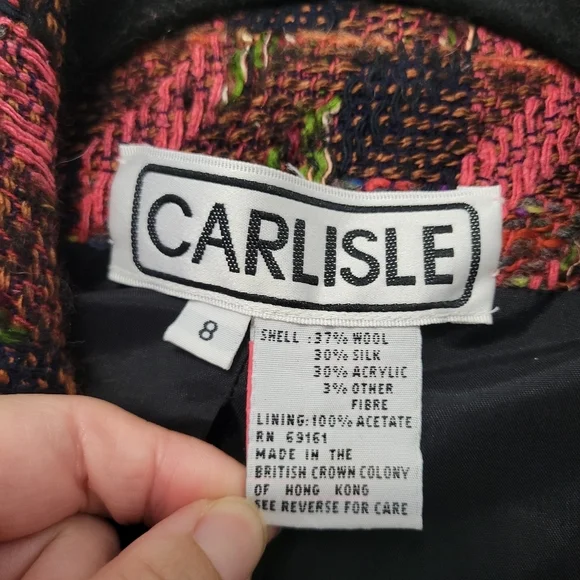 CARLISLE
8
SHELL :37% WOOL
30% SILK
30% ACRYLIC
3% OTHER
FIBRE
LINING:100% ACETATE
RN 69161
MADE IN THE
BRITISH CROWN COLONY
OF HONG KONG
SEE REVERSE FOR CARE